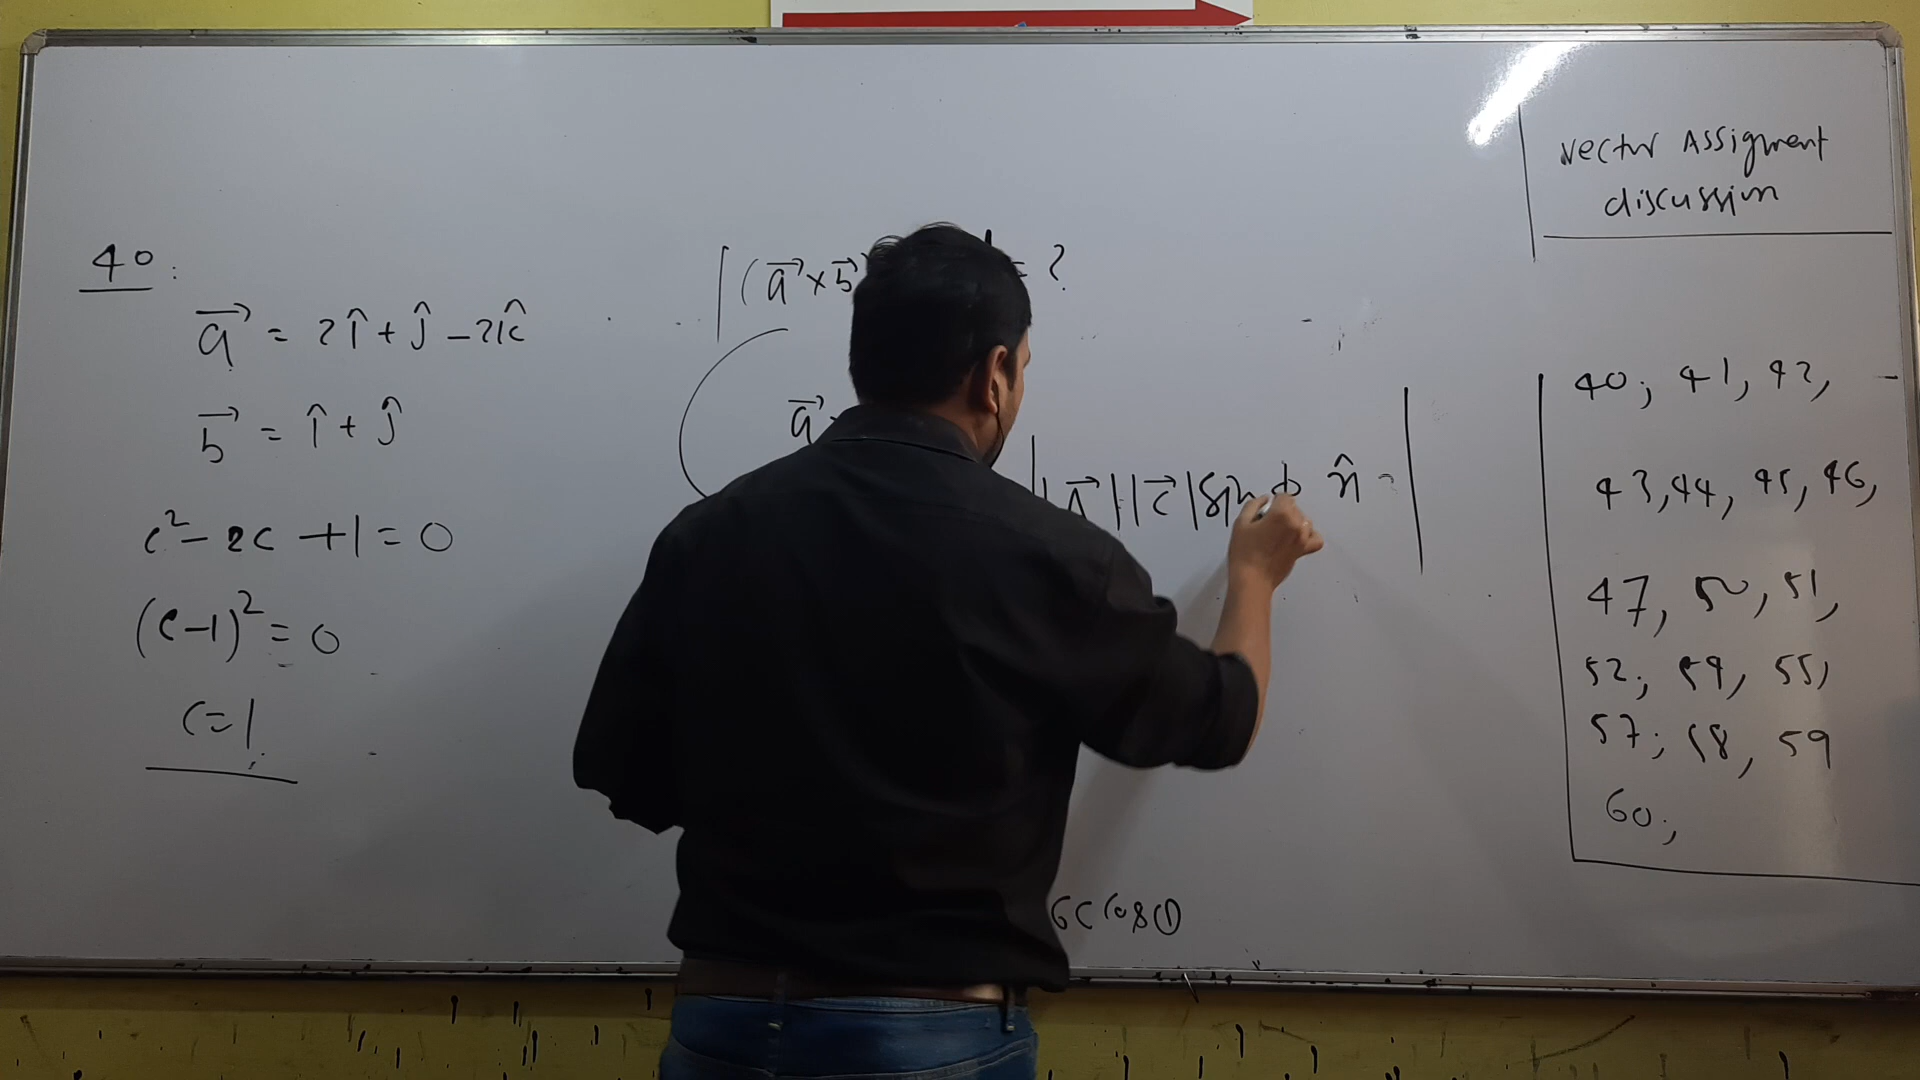 Vector Assigment
discussion
40:
a⃗ = 2î + ĵ - 2k̂
b⃗ = î + ĵ
c² - 2c + 1 = 0
(c-1)² = 0
c=1
|(a⃗ × b⃗
= ?
a⃗
||c⃗| sin ϕ n̂
40, 41, 42,
43, 44, 45, 46,
47, 50, 51,
52, 54, 55,
57, 58, 59
60,